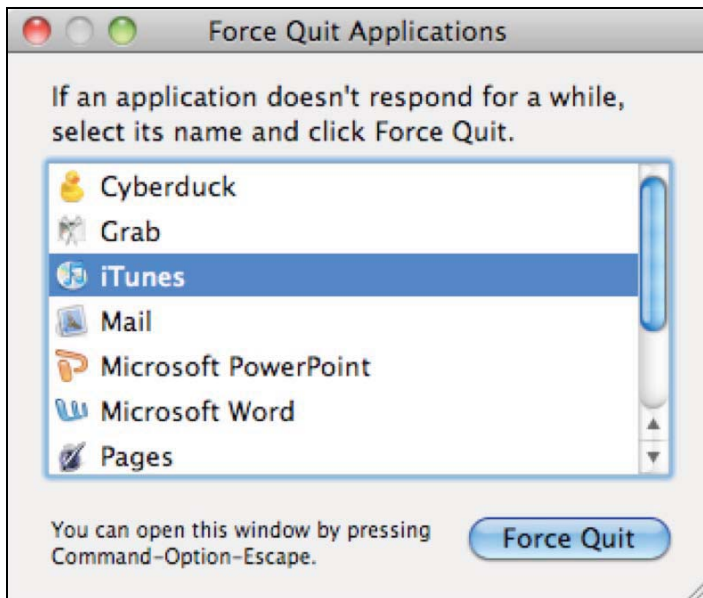 Force Quit Applications
If an application doesn't respond for a while,
select its name and click Force Quit.
Cyberduck
Grab
iTunes
Mail
Microsoft PowerPoint
Microsoft Word
Pages
You can open this window by pressing
Command-Option-Escape.
Force Quit